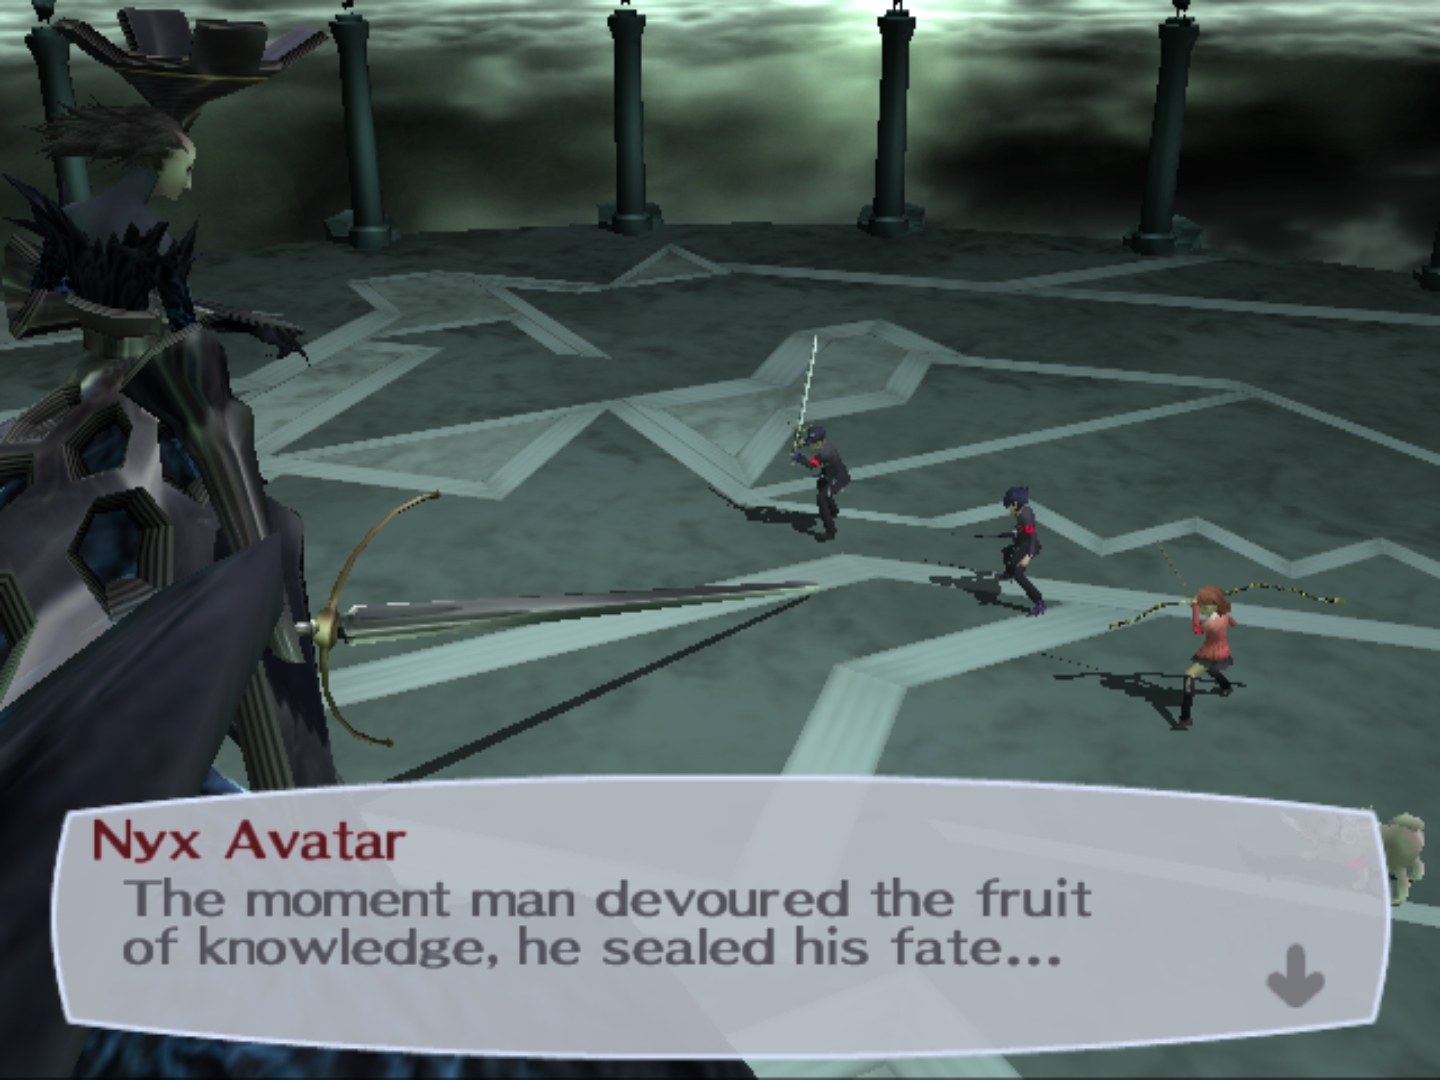 Nyx Avatar
The moment man devoured the fruit
of knowledge, he sealed his fate...